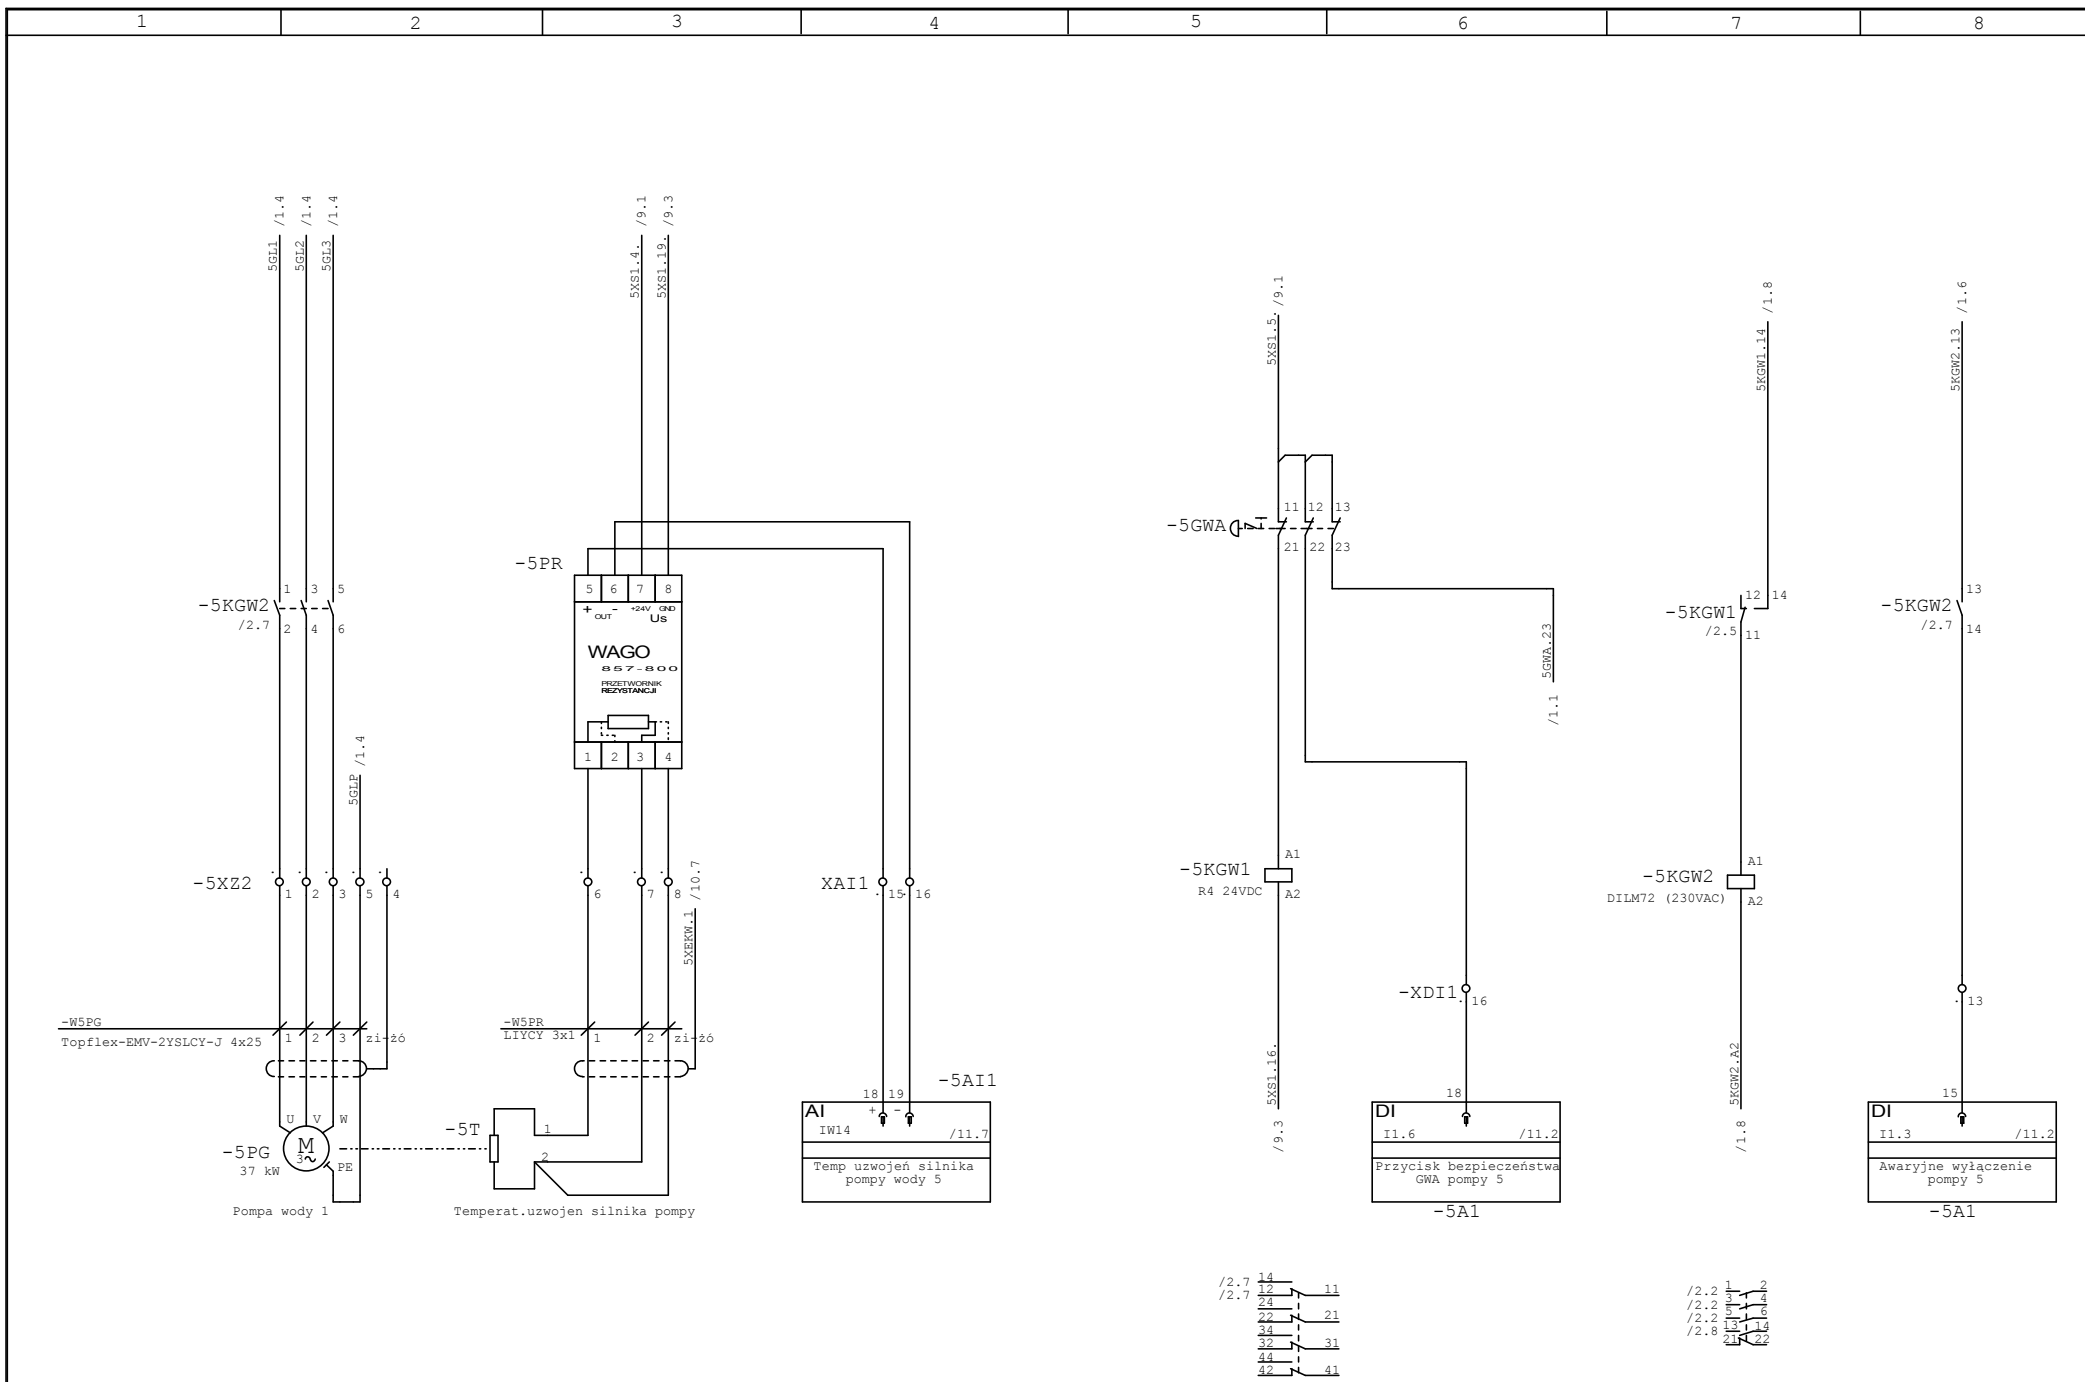 1 2 3 4 5 6 7 8
/1.4 /1.4 /1.4 /9.1 /9.3
5GL1 5GL2 5GL3 5XS1.4. 5XS1.19.
/9.1 /1.8 /1.6
5XS1.5. 5KGW1.14 5KGW2.13
11 12 13
-5GWA
21 22 23
-5PR
5 6 7 8
+ - +24V GND
OUT Us
WAGO
857-800
PRZETWORNIK
REZYSTANCJI
1 2 3 4
1 3 5
-5KGW2
/2.7 2 4 6
12 14
-5KGW1
/2.5 11
13
-5KGW2
/2.7 14
5GWA.23
/1.1
/1.4
5GLP
-5XZ2 1 2 3 5 4
6 7 8
/10.7
5XEKW.1
XAI1 15 16
A1
-5KGW1
R4 24VDC A2
A1
-5KGW2
DILM72 (230VAC) A2
-XDI1 16
13
-W5PG
Topflex-EMV-2YSLCY-J 4x25 1 2 3 zi-żó
-W5PR
LIYCY 3x1 1 2 zi-żó
5XS1.16.
/9.3
5KGW2.A2
/1.8
U V W
-5PG M
3
37 kW PE
Pompa wody 1
-5T 1
2
Temperat.uzwojen silnika pompy
-5AI1
18 19
AI + -
IW14 /11.7
Temp uzwojeń silnika
pompy wody 5
18
DI
I1.6 /11.2
Przycisk bezpieczeństwa
GWA pompy 5
-5A1
15
DI
I1.3 /11.2
Awaryjne wyłączenie
pompy 5
-5A1
/2.7 14
/2.7 12 11
24
22 21
34
32 31
44
42 41
/2.2 1 2
/2.2 3 4
/2.2 5 6
/2.8 13 14
21 22